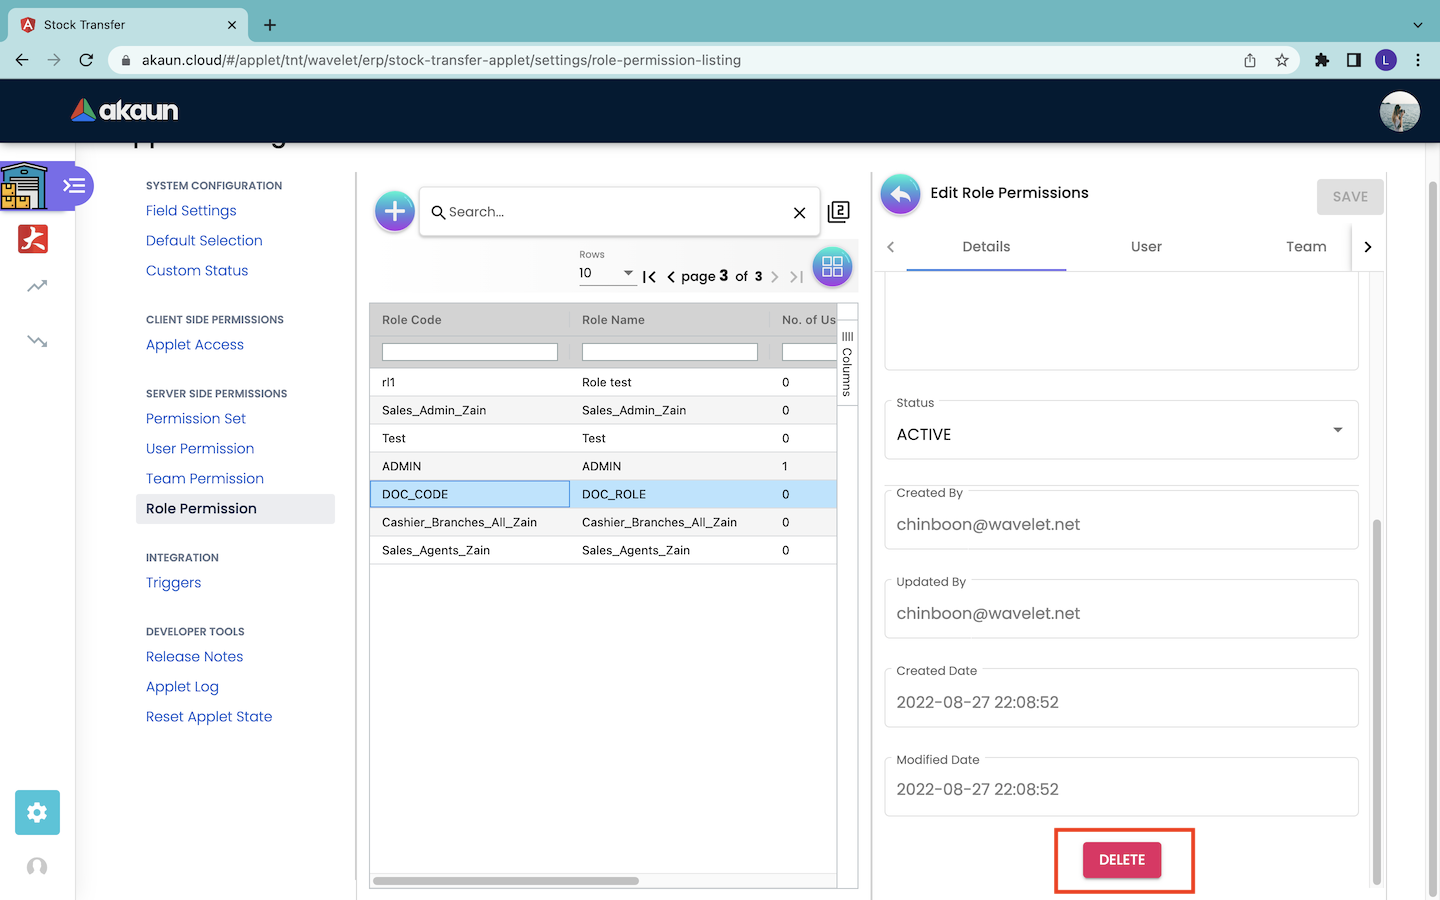 Stock Transfer
akaun.cloud/#/applet/tnt/wavelet/erp/stock-transfer-applet/settings/role-permission-listing
L
akaun
SYSTEM CONFIGURATION
Field Settings
Default Selection
Custom Status
CLIENT SIDE PERMISSIONS
Applet Access
SERVER SIDE PERMISSIONS
Permission Set
User Permission
Team Permission
Role Permission
INTEGRATION
Triggers
DEVELOPER TOOLS
Release Notes
Applet Log
Reset Applet State
Search...
2
Rows
10
page 3 of 3
Role Code Role Name No. of Us
Columns
rl1 Role test 0
Sales_Admin_Zain Sales_Admin_Zain 0
Test Test 0
ADMIN ADMIN 1
DOC_CODE DOC_ROLE 0
Cashier_Branches_All_Zain Cashier_Branches_All_Zain 0
Sales_Agents_Zain Sales_Agents_Zain 0
Edit Role Permissions
SAVE
Details User Team
Status
ACTIVE
Created By
chinboon@wavelet.net
Updated By
chinboon@wavelet.net
Created Date
2022-08-27 22:08:52
Modified Date
2022-08-27 22:08:52
DELETE